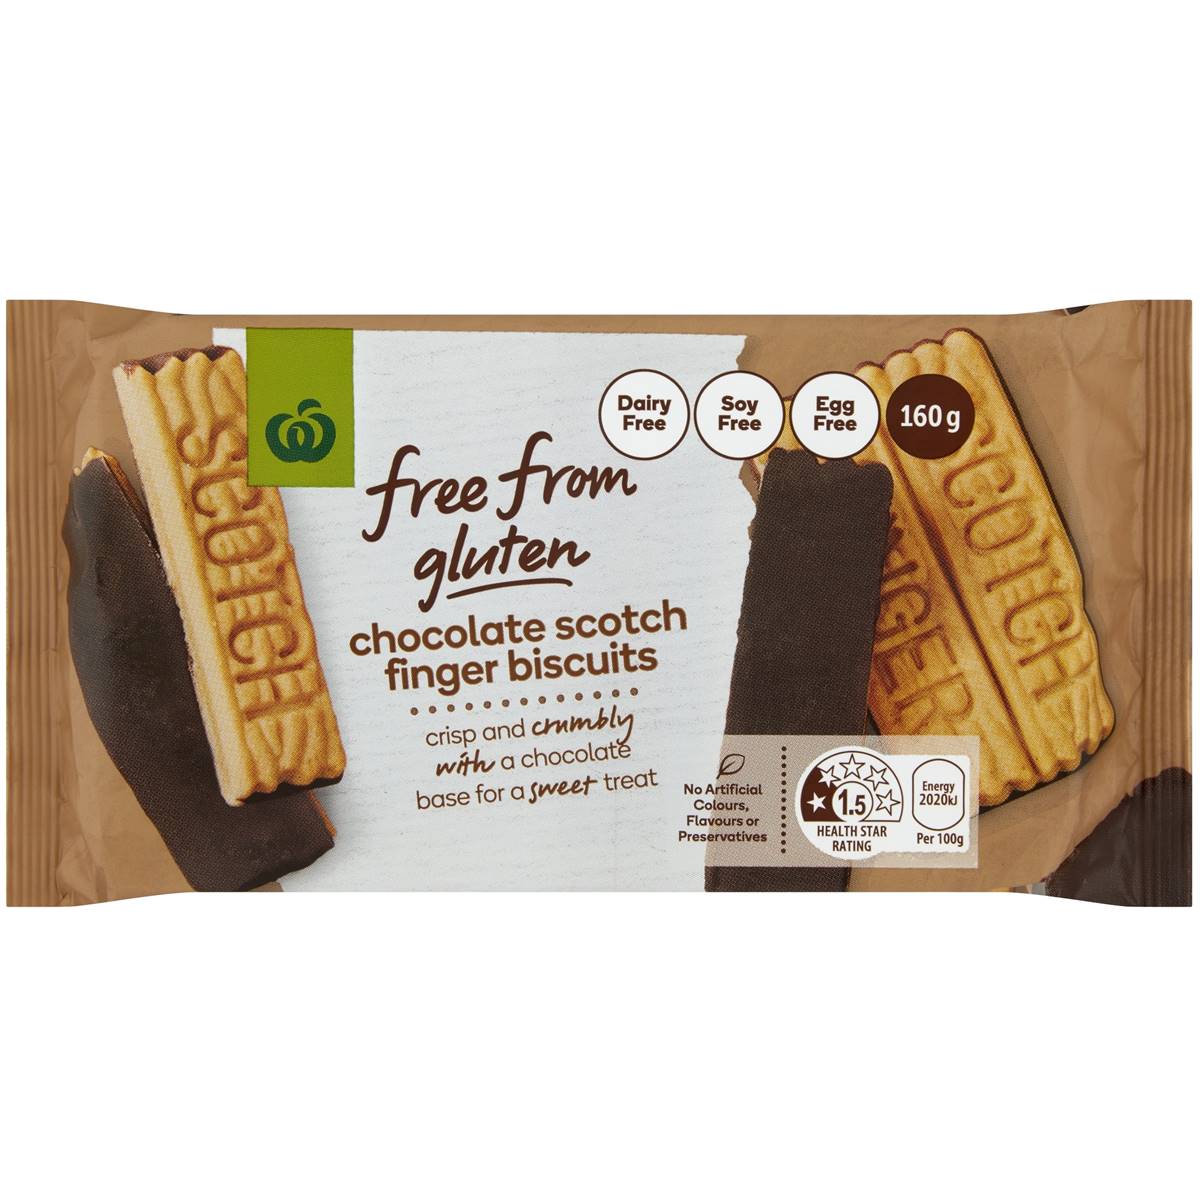 Dairy
Free
Soy
Free
Egg
Free
160g
free from
gluten
chocolate scotch
finger biscuits
crisp and crumbly
with a chocolate
base for a sweet treat
SCOTCH
SCOTCH
FINGER
No Artificial
Colours,
Flavours or
Preservatives
1.5
HEALTH STAR
RATING
Energy
2020kJ
Per 100g